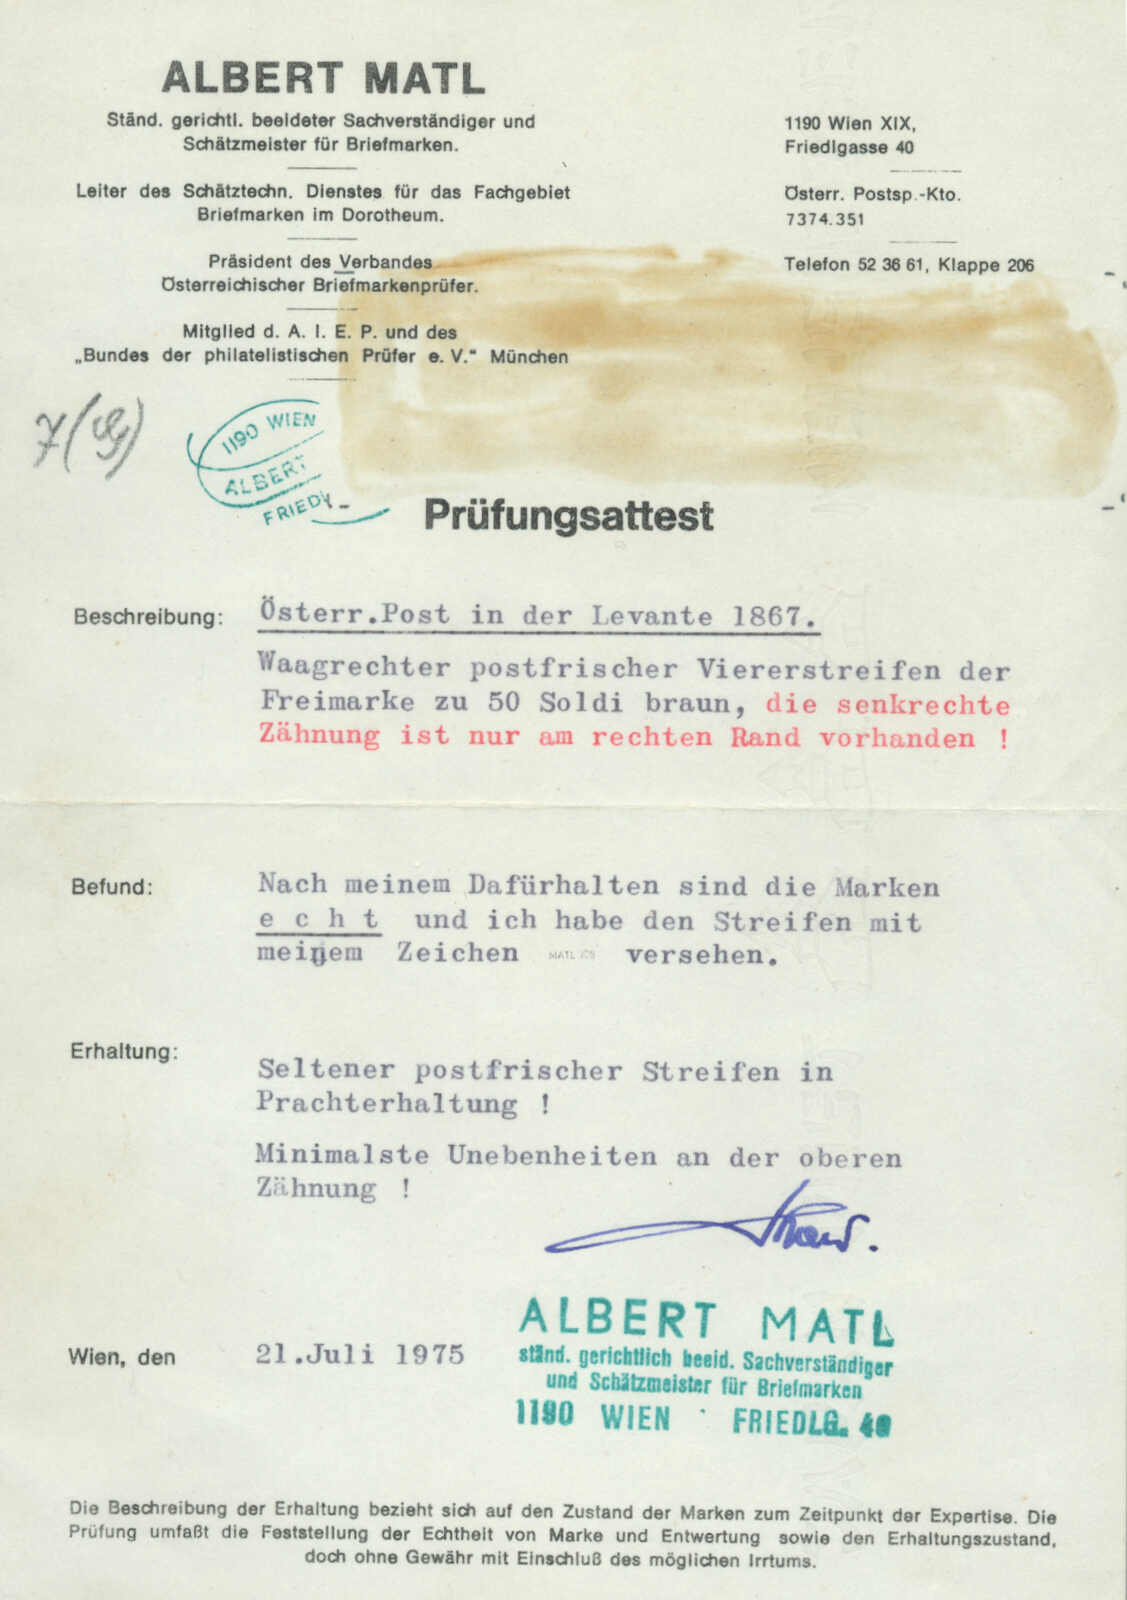 ALBERT MATL
Ständ. gerichtl. beeideter Sachverständiger und
Schätzmeister für Briefmarken.
Leiter des Schätztechn. Dienstes für das Fachgebiet
Briefmarken im Dorotheum.
Präsident des Verbandes
Österreichischer Briefmarkenprüfer.
Mitglied d. A. I. E. P. und des
„Bundes der philatelistischen Prüfer e. V." München
1190 Wien XIX,
Friedlgasse 40
Österr. Postsp.-Kto.
7374.351
Telefon 52 36 61, Klappe 206
1190 WIEN
ALBERT
FRIEDL
Prüfungsattest
Beschreibung: Österr.Post in der Levante 1867.
Waagrechter postfrischer Viererstreifen der
Freimarke zu 50 Soldi braun, die senkrechte
Zähnung ist nur am rechten Rand vorhanden !
Befund: Nach meinem Dafürhalten sind die Marken
e c h t und ich habe den Streifen mit
meinem Zeichen MATL versehen.
Erhaltung:
Seltener postfrischer Streifen in
Prachterhaltung !
Minimalste Unebenheiten an der oberen
Zähnung !
Wien, den 21.Juli 1975
ALBERT MATL
ständ. gerichtlich beeid. Sachverständiger
und Schätzmeister für Briefmarken
1190 WIEN FRIEDLG. 40
Die Beschreibung der Erhaltung bezieht sich auf den Zustand der Marken zum Zeitpunkt der Expertise. Die
Prüfung umfaßt die Feststellung der Echtheit von Marke und Entwertung sowie den Erhaltungszustand,
doch ohne Gewähr mit Einschluß des möglichen Irrtums.